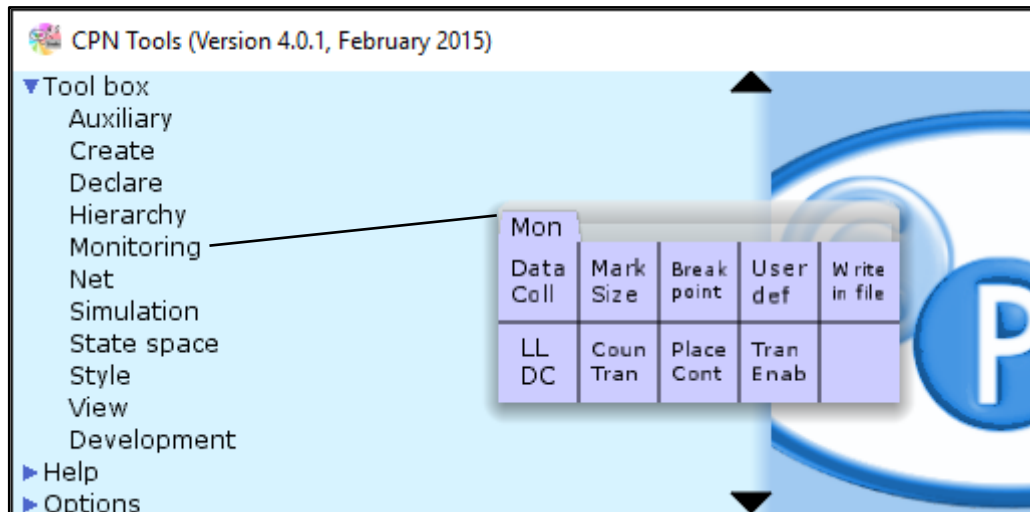 CPN Tools (Version 4.0.1, February 2015)
Tool box
Auxiliary
Create
Declare
Hierarchy
Monitoring
Net
Simulation
State space
Style
View
Development
Help
Options
Mon
Data Coll
Mark Size
Break point
User def
Write in file
LL DC
Coun Tran
Place Cont
Tran Enab
P